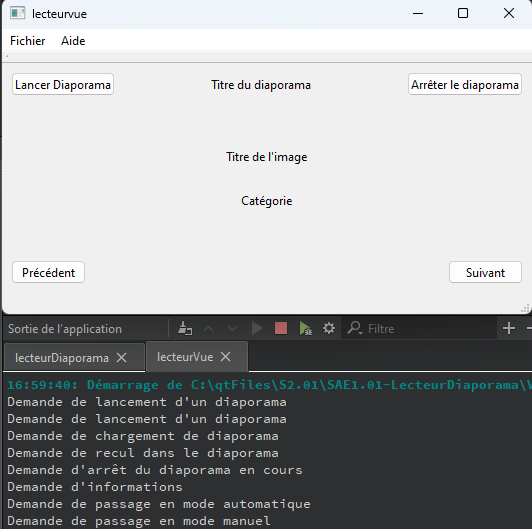 lecteurvue
Fichier Aide
Lancer Diaporama Titre du diaporama Arrêter le diaporama
Titre de l'image
Catégorie
Précédent Suivant
Sortie de l'application Filtre
lecteurDiaporama lecteurVue
16:59:40: Démarrage de C:\qtFiles\S2.01\SAE1.01-LecteurDiaporama\V
Demande de lancement d'un diaporama
Demande de lancement d'un diaporama
Demande de chargement de diaporama
Demande de recul dans le diaporama
Demande d'arrêt du diaporama en cours
Demande d'informations
Demande de passage en mode automatique
Demande de passage en mode manuel